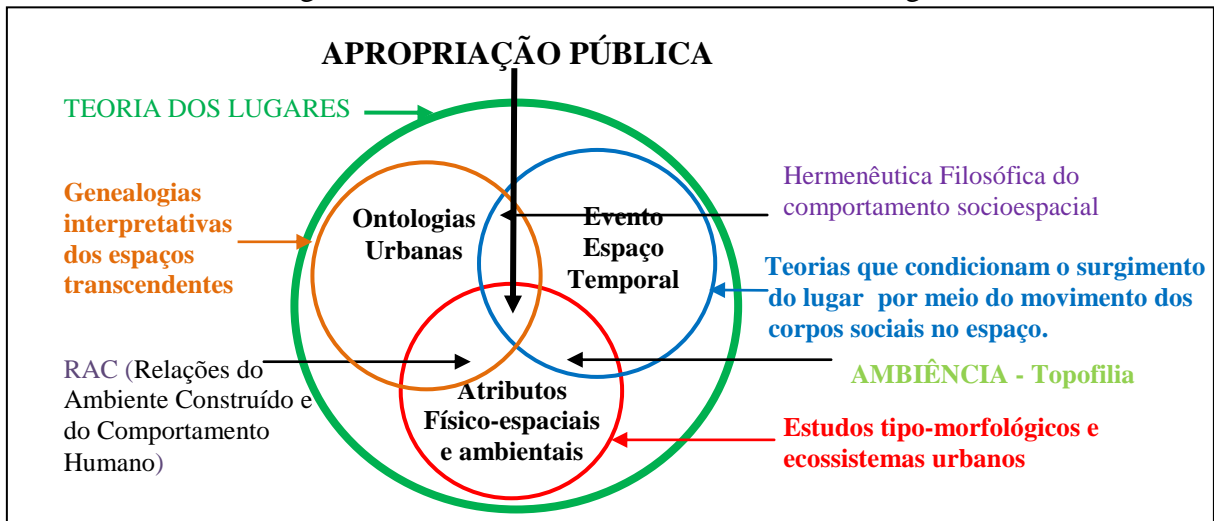 APROPRIAÇÃO PÚBLICA
TEORIA DOS LUGARES
Genealogias
interpretativas
dos espaços
transcendentes
Ontologias
Urbanas
Evento
Espaço
Temporal
Hermenêutica Filosófica do
comportamento socioespacial
Teorias que condicionam o surgimento
do lugar por meio do movimento dos
corpos sociais no espaço.
RAC (Relações do
Ambiente Construído e
do Comportamento
Humano)
Atributos
Físico-espaciais
e ambientais
AMBIÊNCIA - Topofilia
Estudos tipo-morfológicos e
ecossistemas urbanos